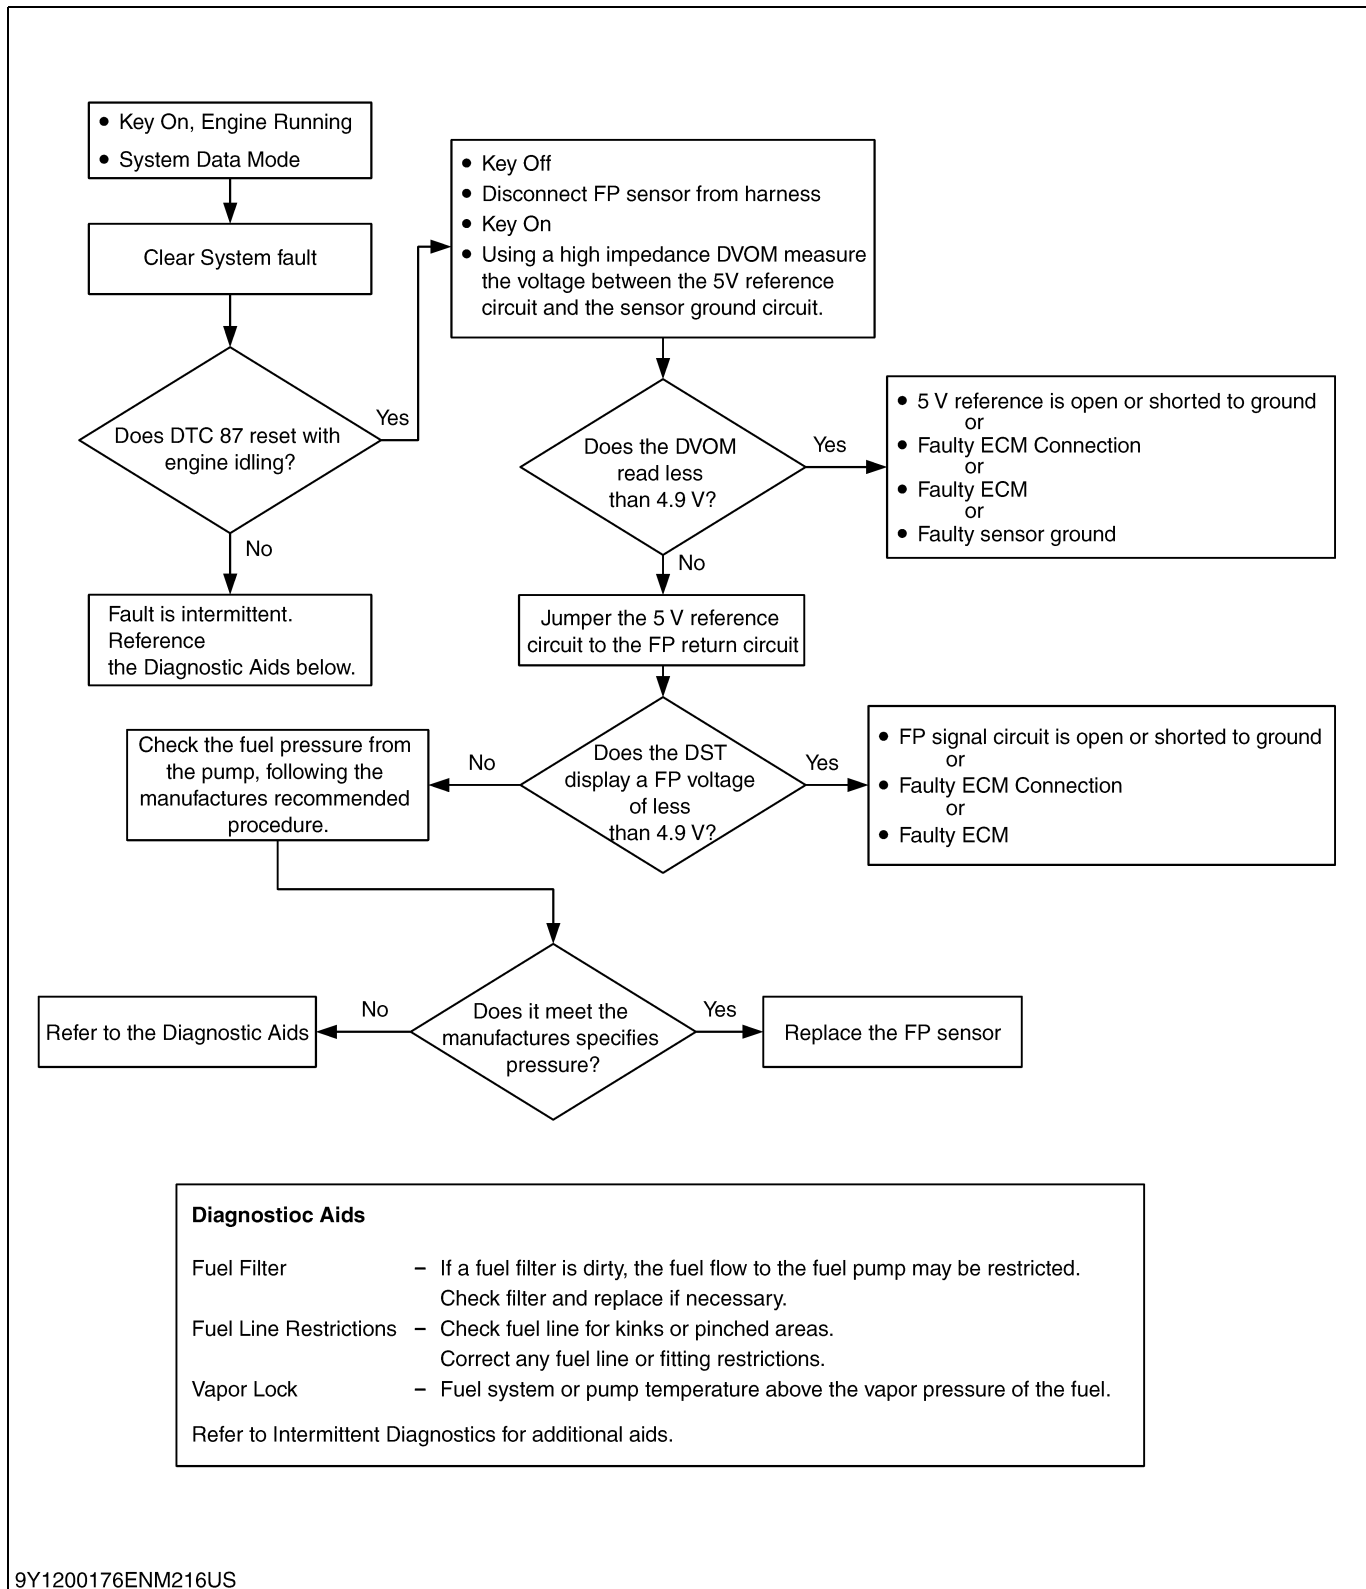 ● Key On, Engine Running
● System Data Mode
Clear System fault
Does DTC 87 reset with
engine idling?
Yes
No
Fault is intermittent.
Reference
the Diagnostic Aids below.
● Key Off
● Disconnect FP sensor from harness
● Key On
● Using a high impedance DVOM measure
the voltage between the 5V reference
circuit and the sensor ground circuit.
Does the DVOM
read less
than 4.9 V?
Yes
● 5 V reference is open or shorted to ground
or
● Faulty ECM Connection
or
● Faulty ECM
or
● Faulty sensor ground
No
Jumper the 5 V reference
circuit to the FP return circuit
Does the DST
display a FP voltage
of less
than 4.9 V?
Yes
● FP signal circuit is open or shorted to ground
or
● Faulty ECM Connection
or
● Faulty ECM
No
Check the fuel pressure from
the pump, following the
manufactures recommended
procedure.
Does it meet the
manufactures specifies
pressure?
No
Refer to the Diagnostic Aids
Yes
Replace the FP sensor
Diagnostioc Aids
Fuel Filter – If a fuel filter is dirty, the fuel flow to the fuel pump may be restricted.
Check filter and replace if necessary.
Fuel Line Restrictions – Check fuel line for kinks or pinched areas.
Correct any fuel line or fitting restrictions.
Vapor Lock – Fuel system or pump temperature above the vapor pressure of the fuel.
Refer to Intermittent Diagnostics for additional aids.
9Y1200176ENM216US